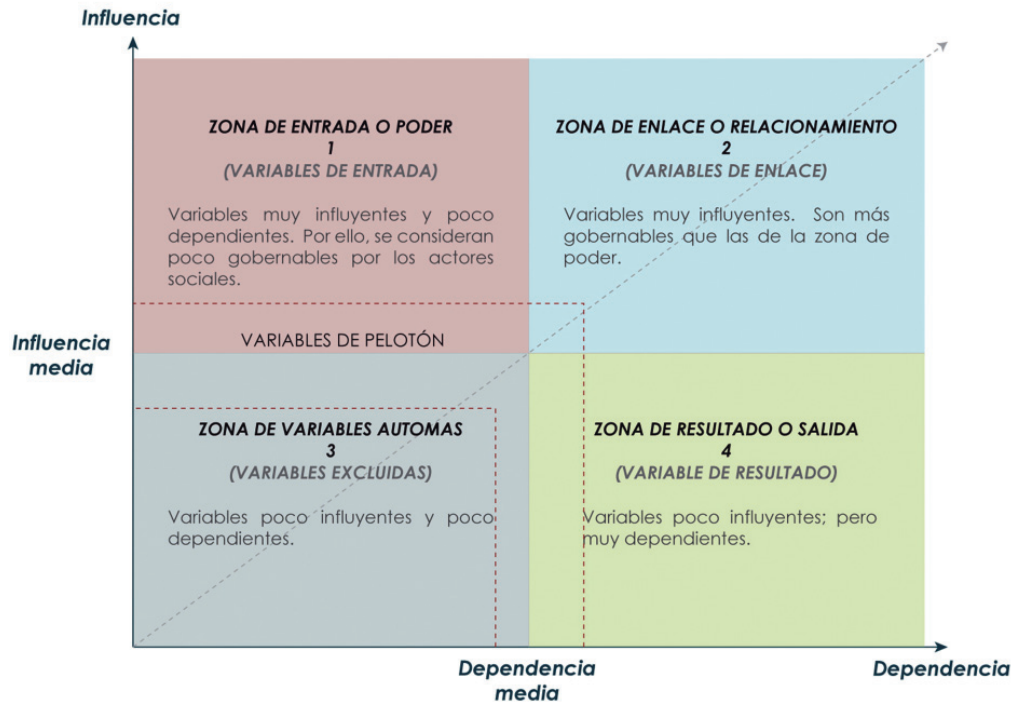 Influencia
ZONA DE ENTRADA O PODER
1
(VARIABLES DE ENTRADA)
Variables muy influyentes y poco
dependientes. Por ello, se consideran
poco gobernables por los actores
sociales.
ZONA DE ENLACE O RELACIONAMIENTO
2
(VARIABLES DE ENLACE)
Variables muy influyentes. Son más
gobernables que las de la zona de
poder.
VARIABLES DE PELOTÓN
Influencia
media
ZONA DE VARIABLES AUTOMAS
3
(VARIABLES EXCLUIDAS)
Variables poco influyentes y poco
dependientes.
ZONA DE RESULTADO O SALIDA
4
(VARIABLE DE RESULTADO)
Variables poco influyentes; pero
muy dependientes.
Dependencia
media
Dependencia